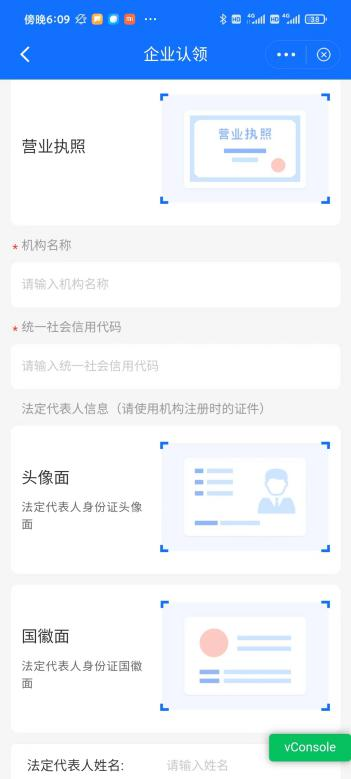 傍晚6:09
38
企业认领
营业执照
营业执照
* 机构名称
请输入机构名称
* 统一社会信用代码
请输入统一社会信用代码
法定代表人信息（请使用机构注册时的证件）
头像面
法定代表人身份证头像
面
国徽面
法定代表人身份证国徽
面
vConsole
法定代表人姓名:
请输入姓名